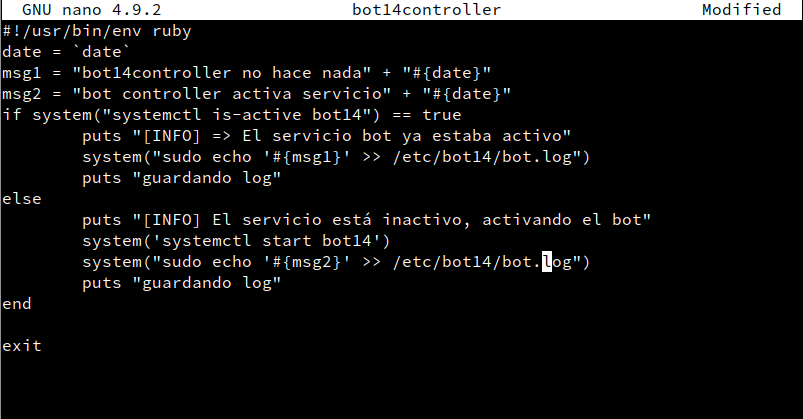 GNU nano 4.9.2 bot14controller Modified
#!/usr/bin/env ruby
date = `date`
msg1 = "bot14controller no hace nada" + "#{date}"
msg2 = "bot controller activa servicio" + "#{date}"
if system("systemctl is-active bot14") == true
        puts "[INFO] => El servicio bot ya estaba activo"
        system("sudo echo '#{msg1}' >> /etc/bot14/bot.log")
        puts "guardando log"
else
        puts "[INFO] El servicio está inactivo, activando el bot"
        system('systemctl start bot14')
        system("sudo echo '#{msg2}' >> /etc/bot14/bot.log")
        puts "guardando log"
end
exit